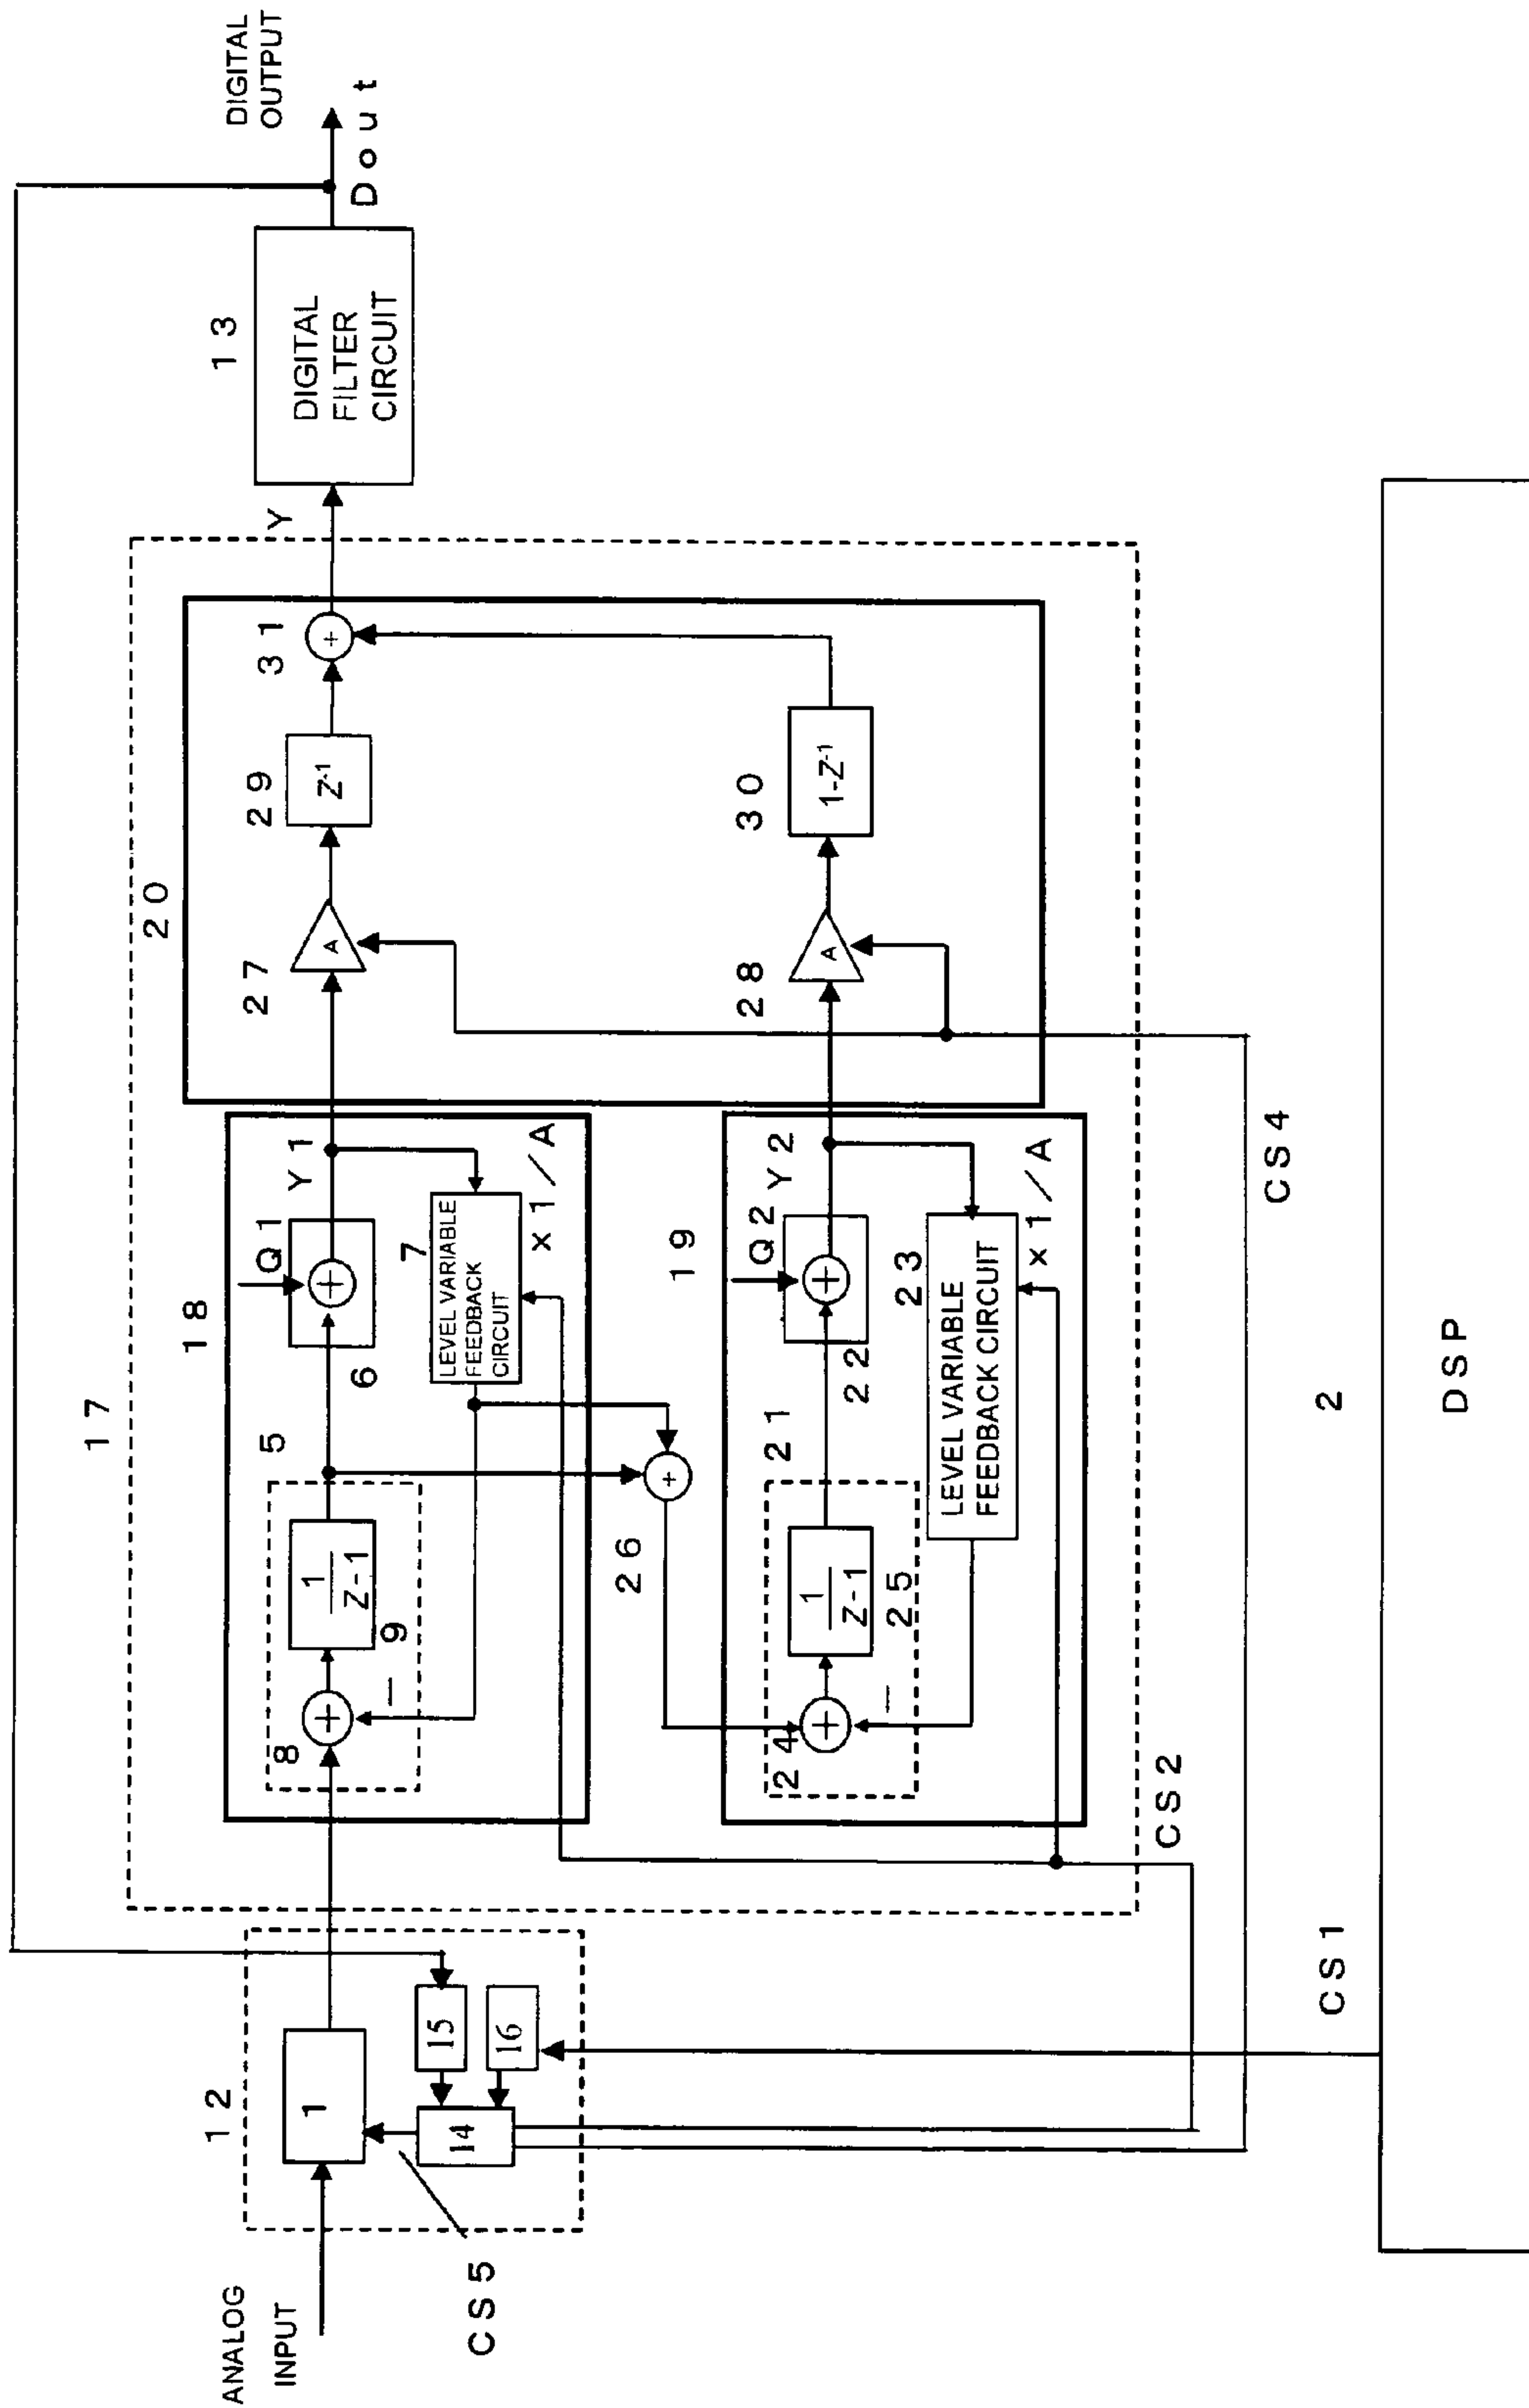 ANALOG
INPUT
12
1
14
15
16
CS5
17
18
8
1
Z-1
9
5
6
Q1
Y1
7
LEVEL VARIABLE
FEEDBACK
CIRCUIT
×1/A
26
+
19
24
1
Z-1
25
21
22
Q2
Y2
23
LEVEL VARIABLE
FEEDBACK CIRCUIT
×1/A
20
27
A
29
Z-1
31
+
28
A
30
1-Z-1
Y
13
DIGITAL
FILTER
CIRCUIT
DIGITAL
OUTPUT
Dout
CS2
CS4
CS1
2
DSP